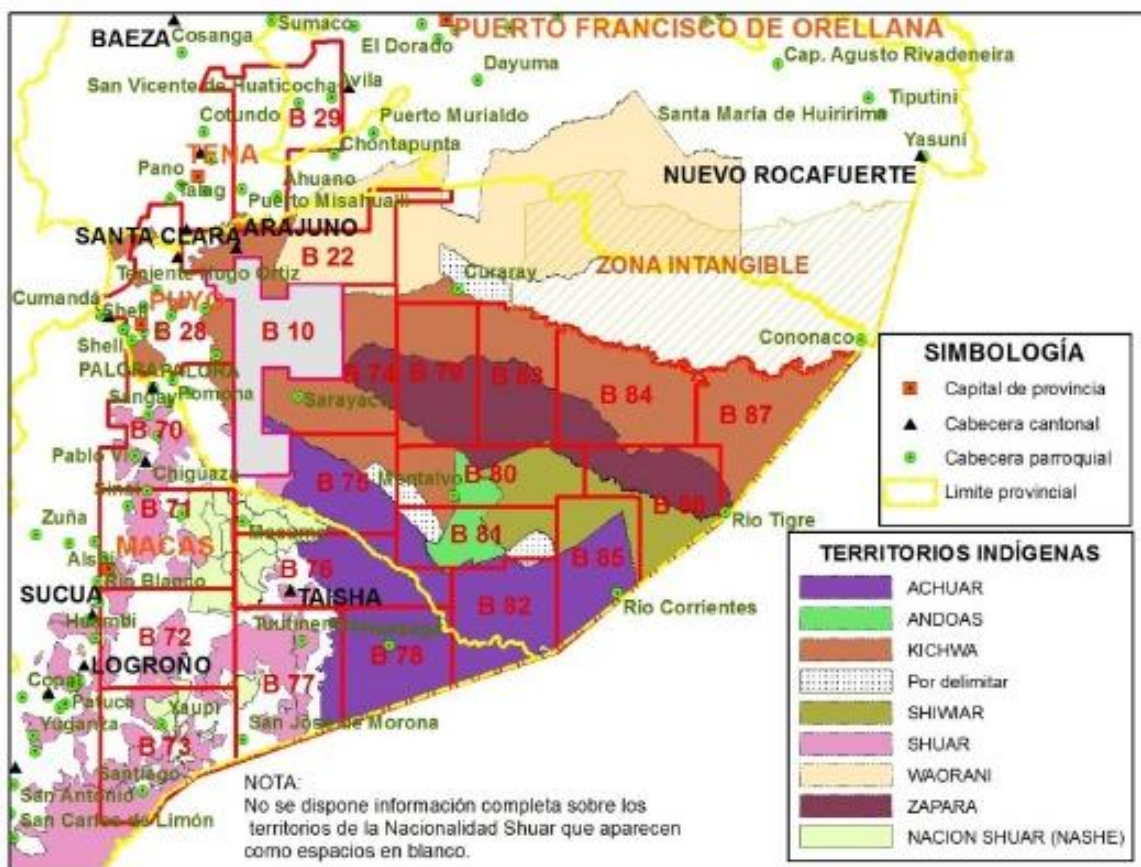 BAEZA
Cosanga
Sumaco
El Dorado
PUERTO FRANCISCO DE ORELLANA
Dayuma
Cap. Agusto Rivadeneira
San Vicente de Huaticocha
Avila
B 29
Cotundo
Puerto Murialdo
Santa María de Huiririma
Tiputini
TENA
Chontapunta
Yasuní
Pano
Ahuano
NUEVO ROCAFUERTE
Puerto Misahualli
SANTA CLARA
ARAJUNO
B 22
Teniente Hugo Ortiz
Curaray
ZONA INTANGIBLE
Cumandá
PUYO
Shell
B 28
B 10
Cononaco
Shell
PALORA
Pomona
Sangay
B 74
B 79
B 83
B 84
B 87
Sarayacu
B 70
Pablo VI
Chiguaza
B 75
Montalvo
B 80
Sinai
B 71
Zuña
MACAS
B 81
B 85
Rio Tigre
Rio Blanco
B 76
SUCUA
TAISHA
B 82
Rio Corrientes
Huambi
B 72
LOGROÑO
B 78
B 77
Patuca
Yaupi
Yuganza
San José de Morona
B 73
Santiago
San Antonio
San Carlos de Limón
NOTA:
No se dispone información completa sobre los
territorios de la Nacionalidad Shuar que aparecen
como espacios en blanco.
SIMBOLOGÍA
Capital de provincia
Cabecera cantonal
Cabecera parroquial
Limite provincial
TERRITORIOS INDÍGENAS
ACHUAR
ANDOAS
KICHWA
Por delimitar
SHIWIAR
SHUAR
WAORANI
ZAPARA
NACION SHUAR (NASHE)